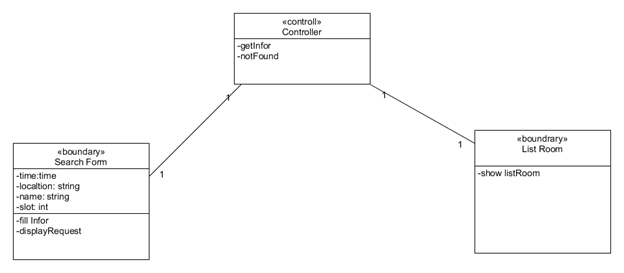 «controll»
Controller
-getInfor
-notFound
1
1
«boundary»
Search Form
-time:time
-localtion: string
-name: string
-slot: int
-fill Infor
-displayRequest
1
1
«boundrary»
List Room
-show listRoom